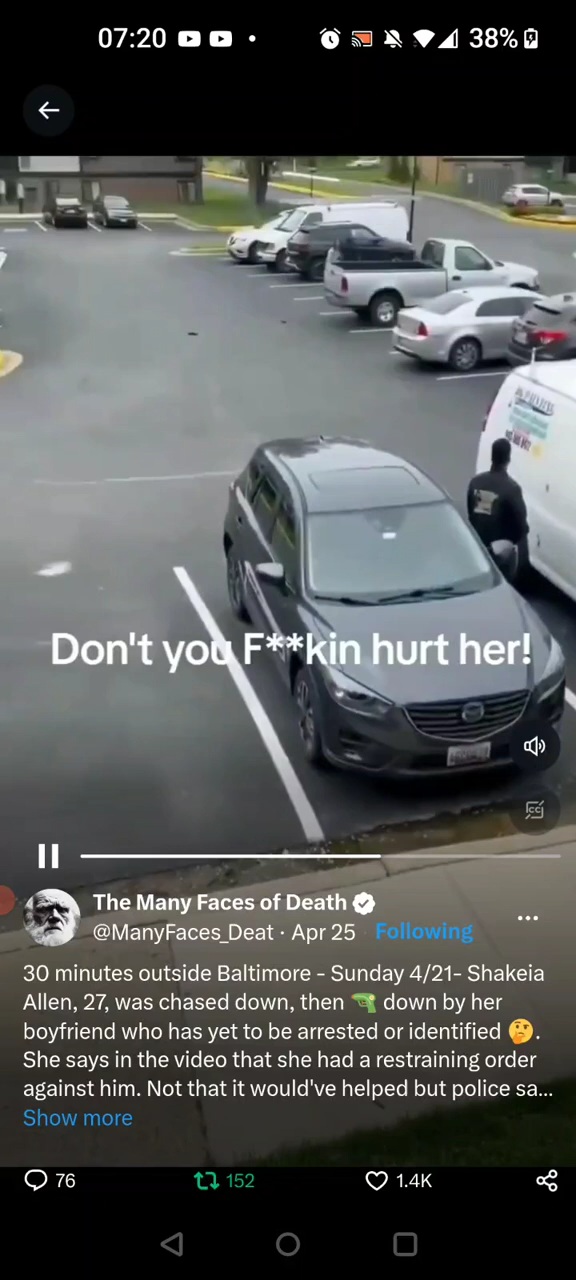 07:20
38%
Don't you F**kin hurt her!
CC
The Many Faces of Death
@ManyFaces_Deat · Apr 25 Following
30 minutes outside Baltimore - Sunday 4/21- Shakeia
Allen, 27, was chased down, then 🔫 down by her
boyfriend who has yet to be arrested or identified 🤔.
She says in the video that she had a restraining order
against him. Not that it would've helped but police sa...
Show more
76
152
1.4K